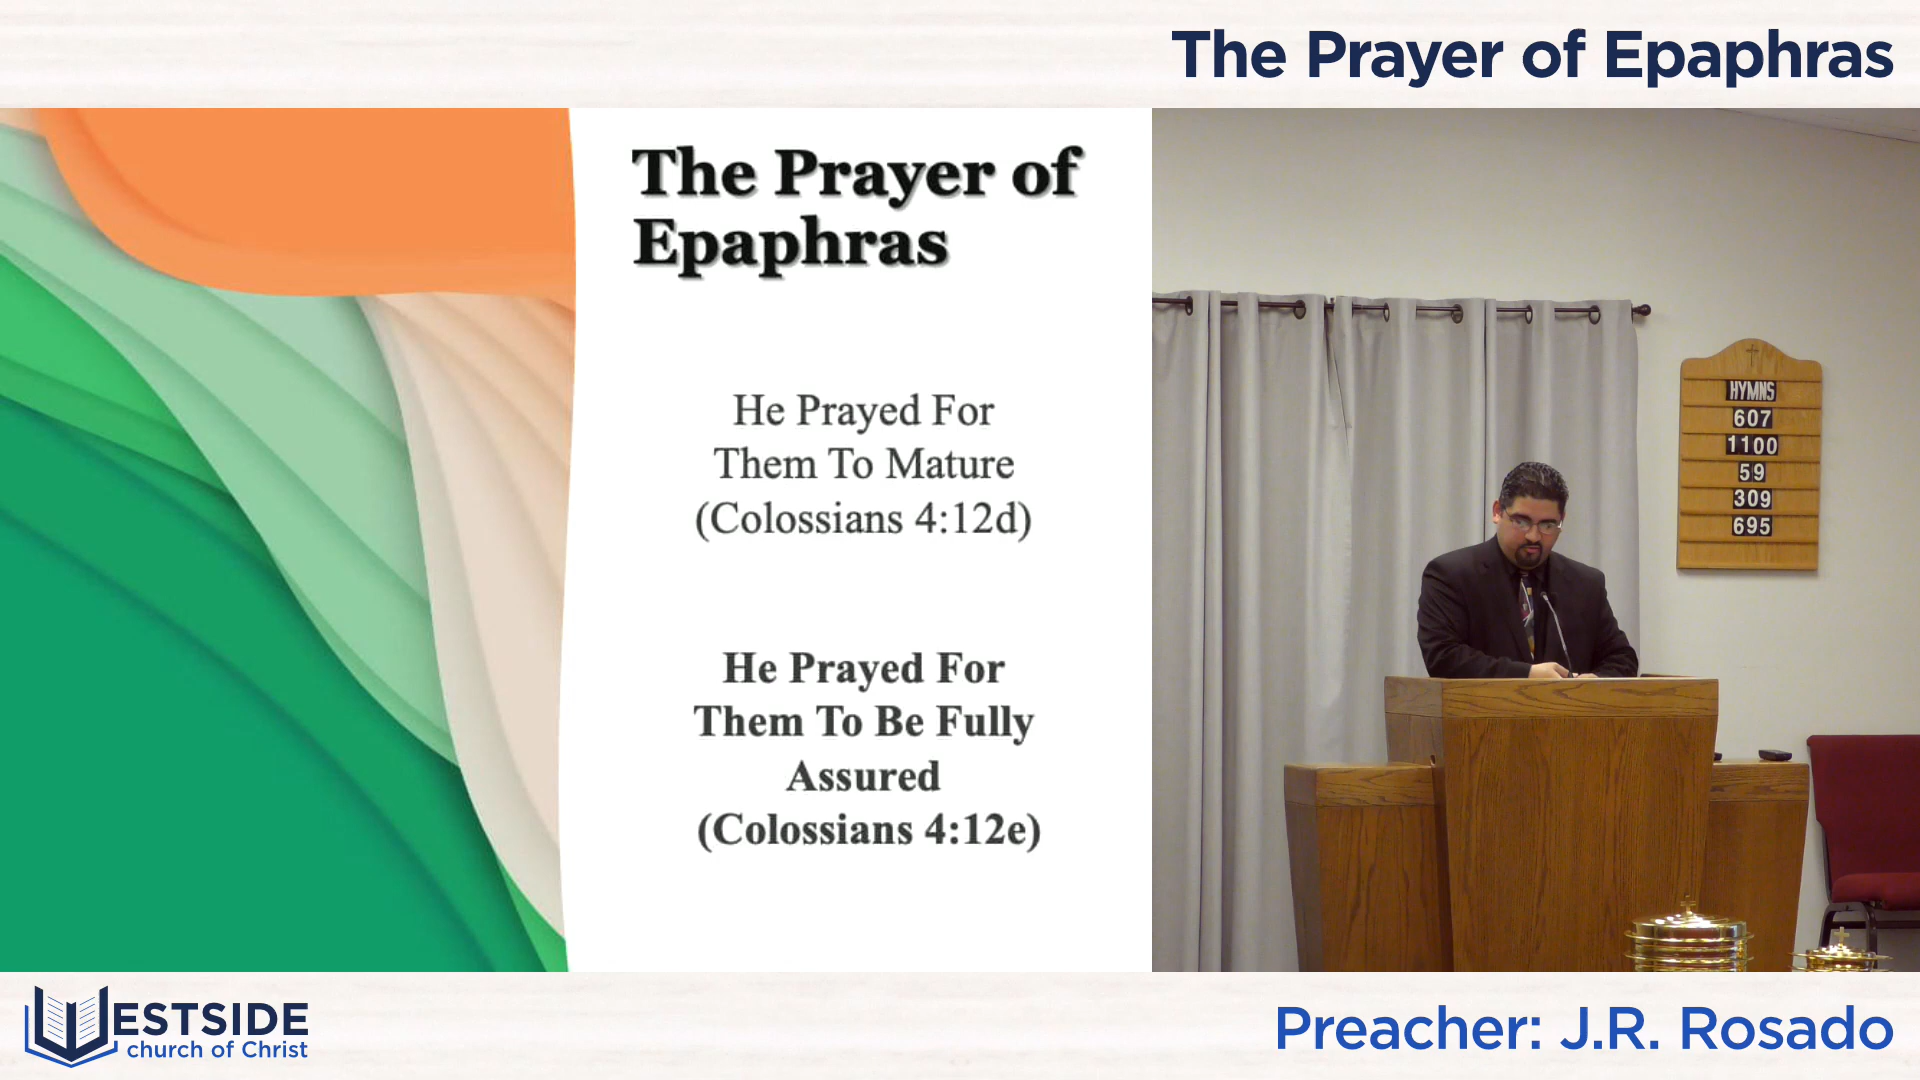 The Prayer of Epaphras
The Prayer of
Epaphras
He Prayed For
Them To Mature
(Colossians 4:12d)
He Prayed For
Them To Be Fully
Assured
(Colossians 4:12e)
HYMNS
607
1100
59
309
695
WESTSIDE
church of Christ
Preacher: J.R. Rosado